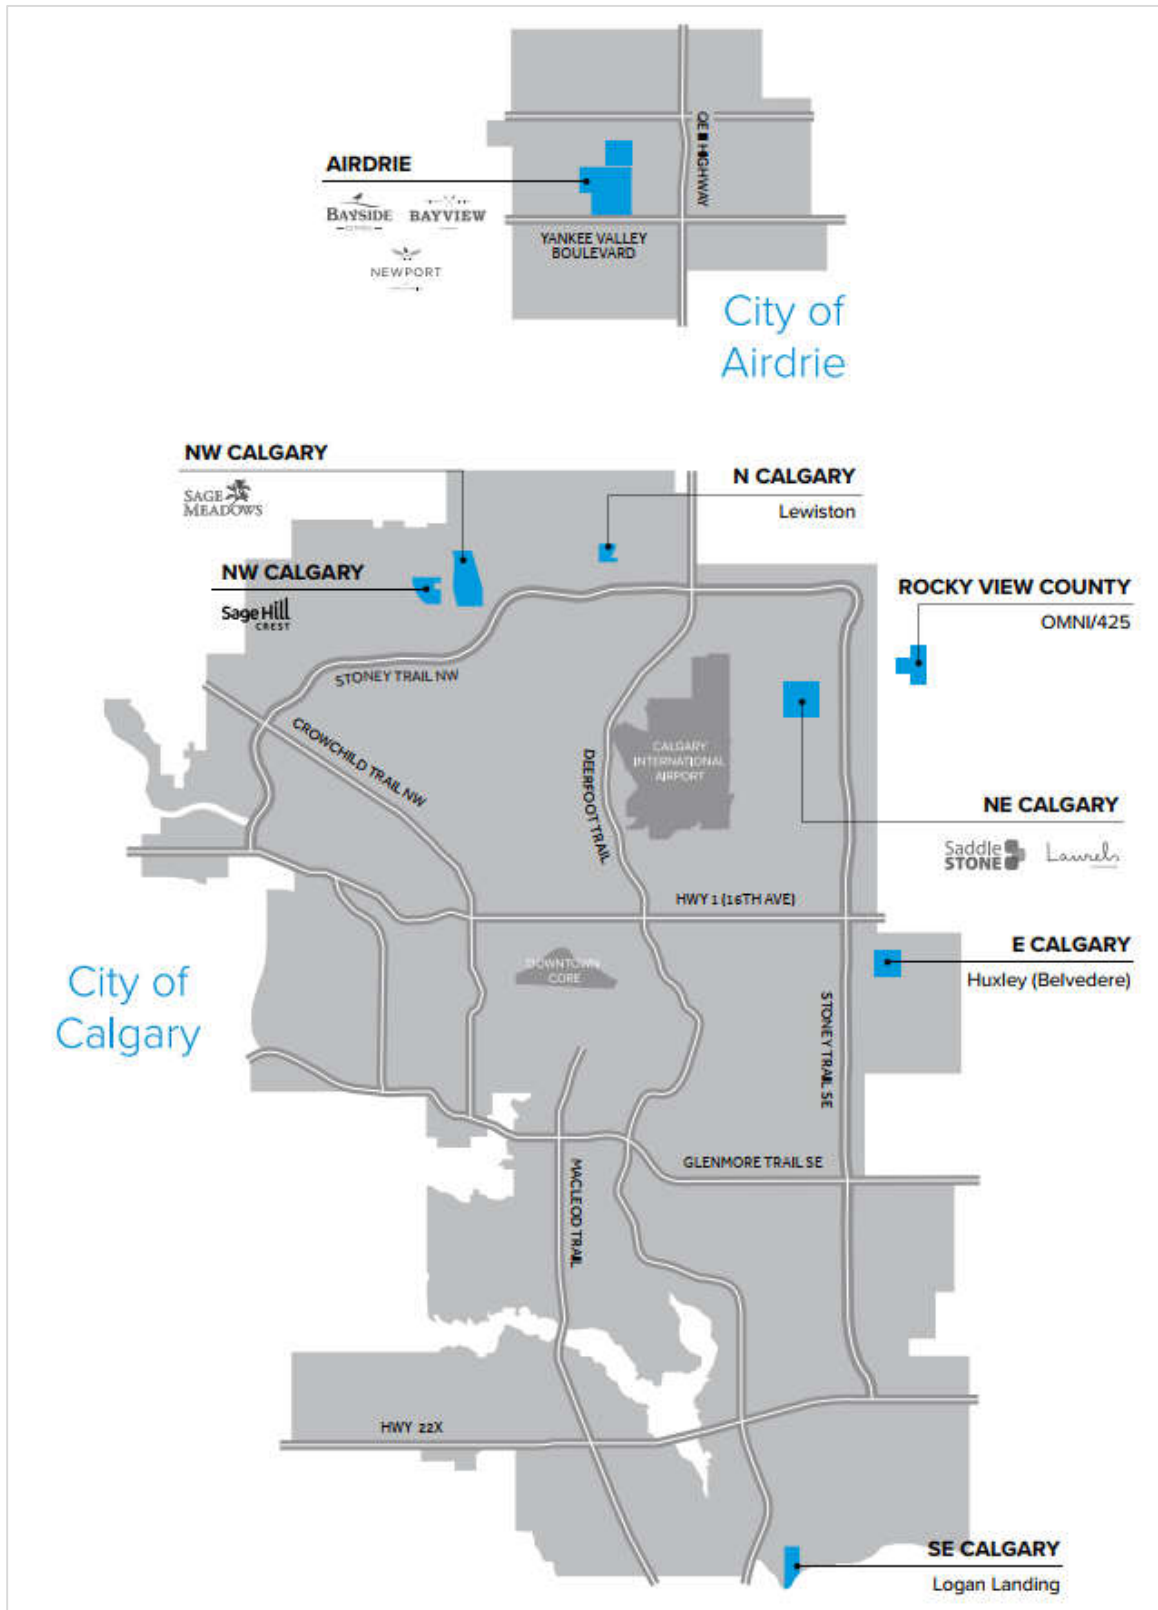 QE II HIGHWAY
AIRDRIE
BAYSIDE
BAYVIEW
NEWPORT
YANKEE VALLEY
BOULEVARD
City of
Airdrie
NW CALGARY
SAGE
MEADOWS
N CALGARY
Lewiston
NW CALGARY
Sage Hill
CREST
ROCKY VIEW COUNTY
OMNI/425
STONEY TRAIL NW
CROWCHILD TRAIL NW
DEERFOOT TRAIL
CALGARY
INTERNATIONAL
AIRPORT
NE CALGARY
Saddle
STONE
Laurels
HWY 1 (16TH AVE)
E CALGARY
Huxley (Belvedere)
DOWNTOWN
CORE
City of
Calgary
STONEY TRAIL SE
GLENMORE TRAIL SE
MACLEOD TRAIL
HWY 22X
SE CALGARY
Logan Landing